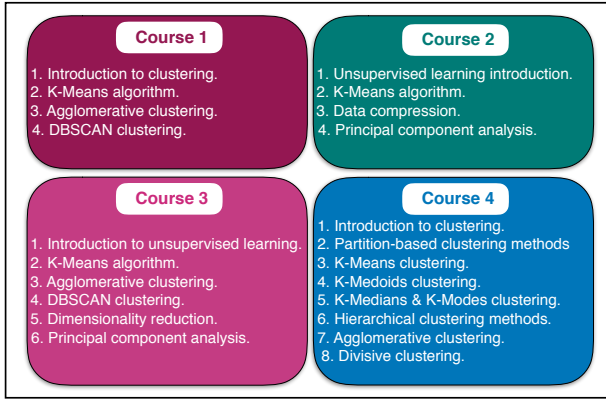 Course 1
1. Introduction to clustering.
2. K-Means algorithm.
3. Agglomerative clustering.
4. DBSCAN clustering.
Course 2
1. Unsupervised learning introduction.
2. K-Means algorithm.
3. Data compression.
4. Principal component analysis.
Course 3
1. Introduction to unsupervised learning.
2. K-Means algorithm.
3. Agglomerative clustering.
4. DBSCAN clustering.
5. Dimensionality reduction.
6. Principal component analysis.
Course 4
1. Introduction to clustering.
2. Partition-based clustering methods
3. K-Means clustering.
4. K-Medoids clustering.
5. K-Medians & K-Modes clustering.
6. Hierarchical clustering methods.
7. Agglomerative clustering.
8. Divisive clustering.